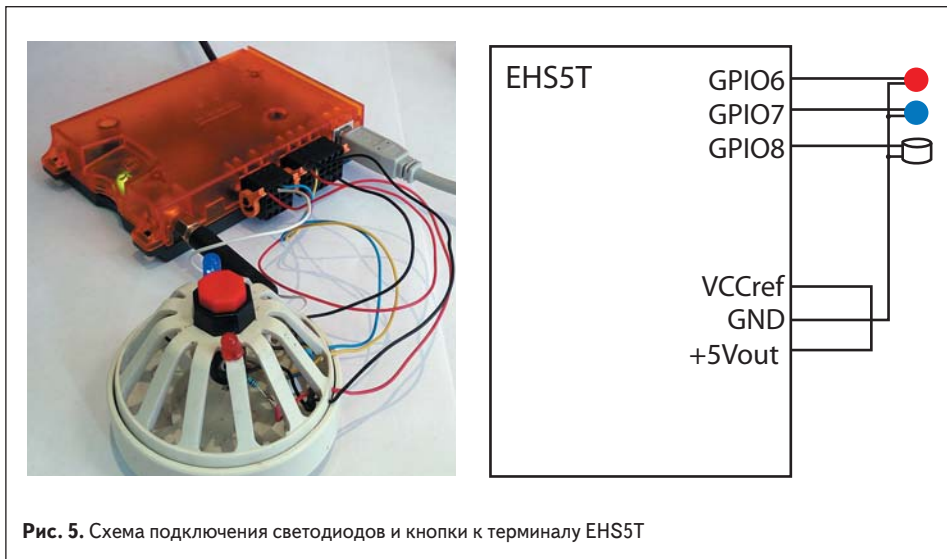 EHS5T
GPIO6
GPIO7
GPIO8
VCCref
GND
+5Vout
Рис. 5. Схема подключения светодиодов и кнопки к терминалу EHS5T